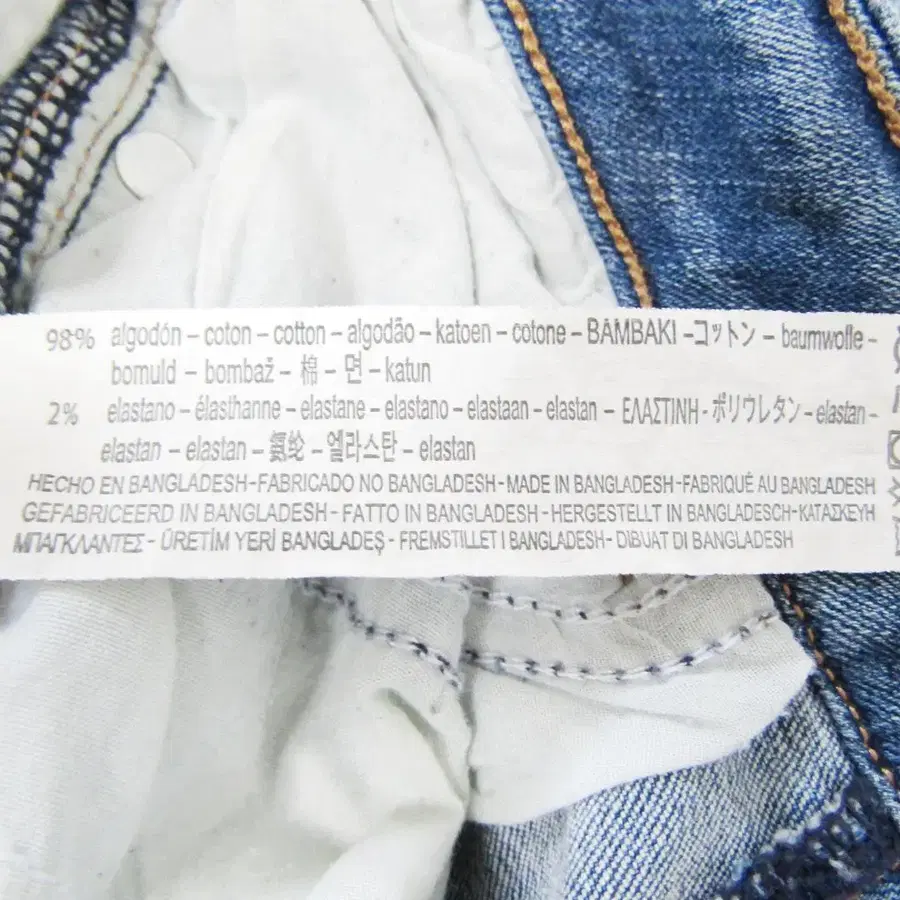 98% algodón – coton – cotton – algodão – katoen – cotone – BAMBAKI –コットン – baumwolle –
bomuld – bombaž – 棉 – 면 – katun
2% elastano – élasthanne – elastane – elastano – elastaan – elastan – ΕΛΑΣΤΙΝΗ - ポリウレタン – elastan –
elastan – elastan – 氨纶 – 엘라스탄 – elastan
HECHO EN BANGLADESH-FABRICADO NO BANGLADESH-MADE IN BANGLADESH-FABRIQUÉ AU BANGLADESH
GEFABRICEERD IN BANGLADESH - FATTO IN BANGLADESH - HERGESTELLT IN BANGLADESCH-ΚΑΤΑΣΚΕΥΗ
ΜΠΑΓΚΛΑΝΤΕΣ - ÜRETİM YERİ BANGLADEŞ - FREMSTILLET I BANGLADESH - DIBUAT DI BANGLADESH